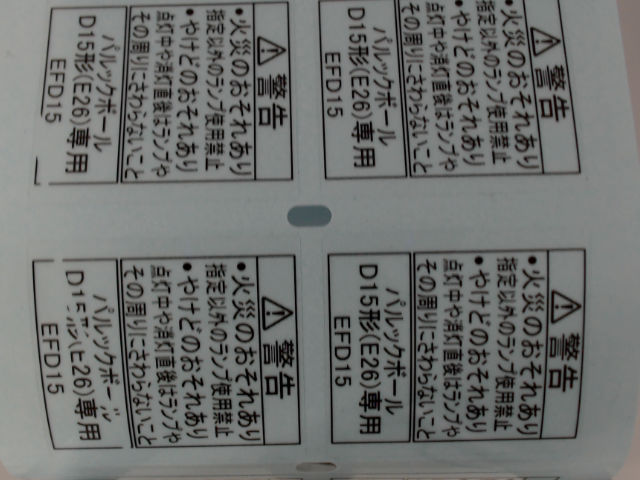 ⚠警告
•火災のおそれあり
指定以外のランプ使用禁止
•やけどのおそれあり
点灯中や消灯直後はランプや
その周りにさわらないこと
パルックボール
D15形(E26)専用
EFD15
⚠警告
•火災のおそれあり
指定以外のランプ使用禁止
•やけどのおそれあり
点灯中や消灯直後はランプや
その周りにさわらないこと
パルックボール
D15形(E26)専用
EFD15
⚠警告
•火災のおそれあり
指定以外のランプ使用禁止
•やけどのおそれあり
点灯中や消灯直後はランプや
その周りにさわらないこと
パルックボール
D15形(E26)専用
EFD15
⚠警告
•火災のおそれあり
指定以外のランプ使用禁止
•やけどのおそれあり
点灯中や消灯直後はランプや
その周りにさわらないこと
パルックボール
D15形(E26)専用
EFD15